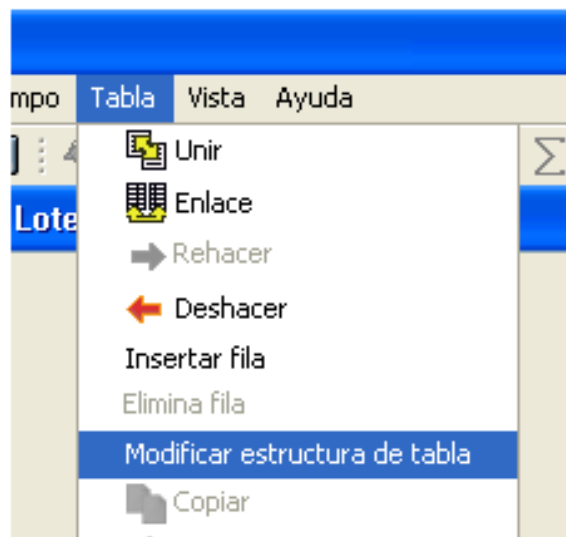 mpo Tabla Vista Ayuda
Unir
Σ
Lote
Enlace
Rehacer
Deshacer
Insertar fila
Elimina fila
Modificar estructura de tabla
Copiar